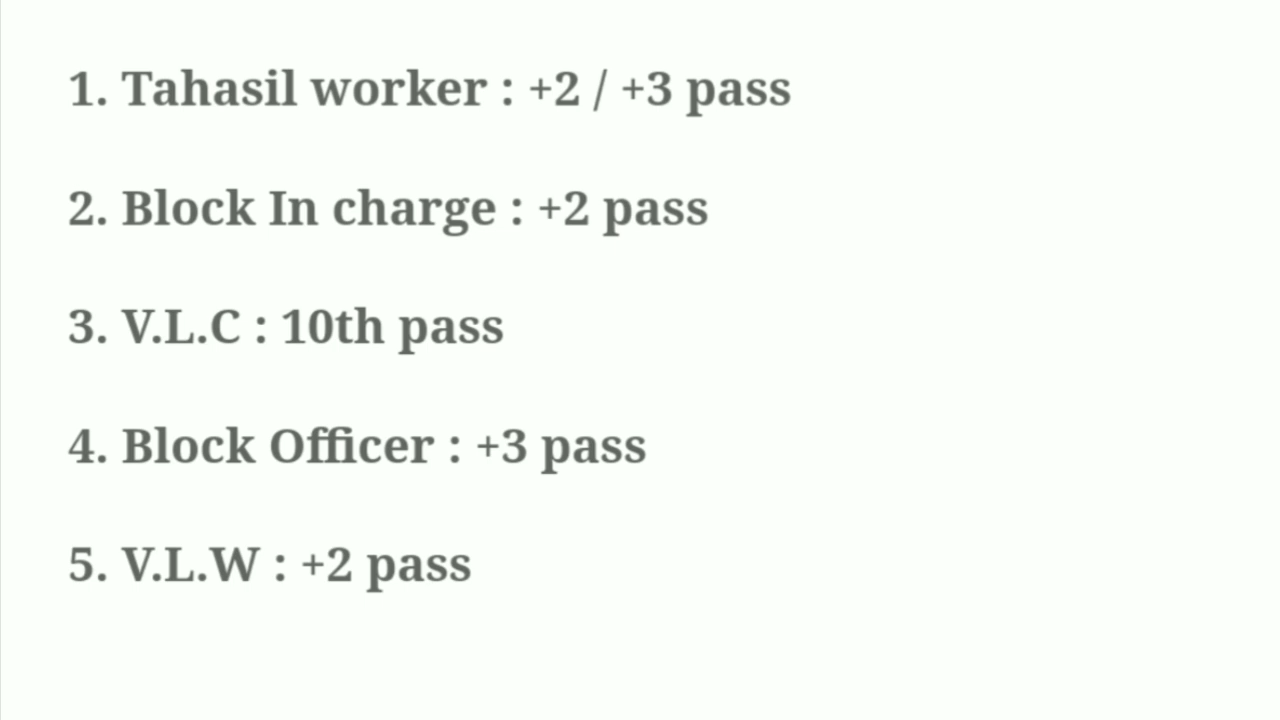 1. Tahasil worker : +2 / +3 pass
2. Block In charge : +2 pass
3. V.L.C : 10th pass
4. Block Officer : +3 pass
5. V.L.W : +2 pass